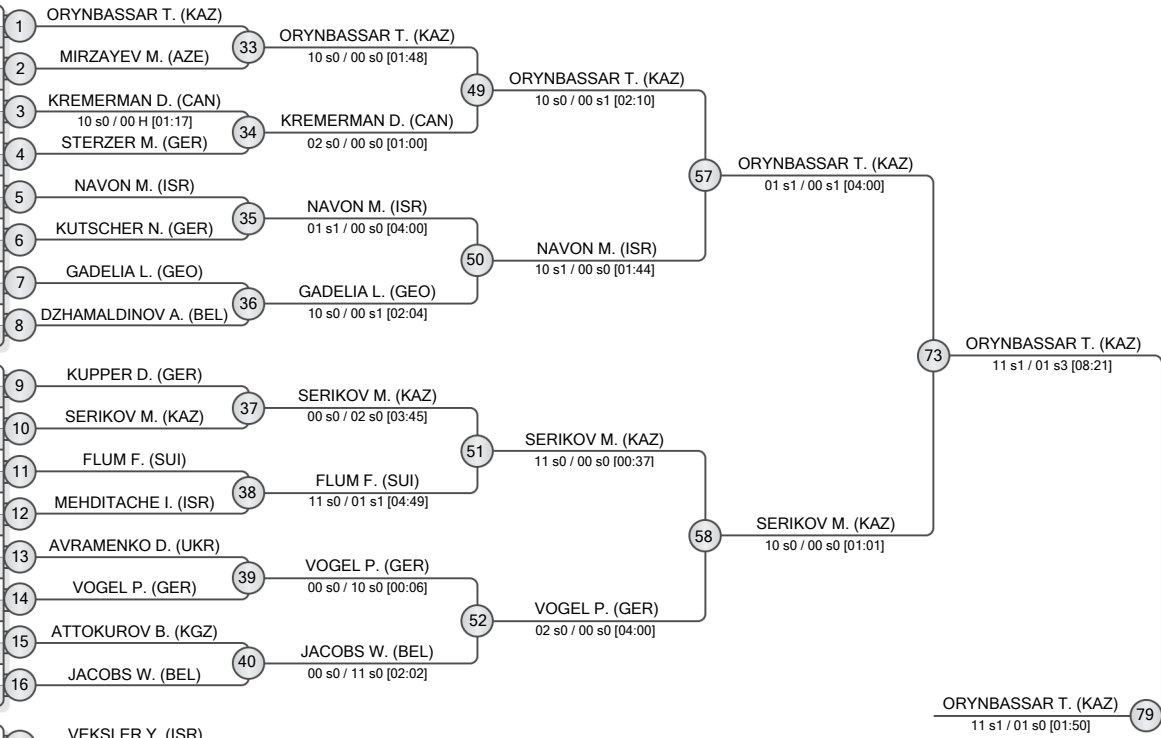 1
ORYNBASSAR T. (KAZ)
2
MIRZAYEV M. (AZE)
3
KREMERMAN D. (CAN)
10 s0 / 00 H [01:17]
4
STERZER M. (GER)
5
NAVON M. (ISR)
6
KUTSCHER N. (GER)
7
GADELIA L. (GEO)
8
DZHAMALDINOV A. (BEL)
9
KUPPER D. (GER)
10
SERIKOV M. (KAZ)
11
FLUM F. (SUI)
12
MEHDITACHE I. (ISR)
13
AVRAMENKO D. (UKR)
14
VOGEL P. (GER)
15
ATTOKUROV B. (KGZ)
16
JACOBS W. (BEL)
VEKSLER Y. (ISR)
33
ORYNBASSAR T. (KAZ)
10 s0 / 00 s0 [01:48]
34
KREMERMAN D. (CAN)
02 s0 / 00 s0 [01:00]
35
NAVON M. (ISR)
01 s1 / 00 s0 [04:00]
36
GADELIA L. (GEO)
10 s0 / 00 s1 [02:04]
37
SERIKOV M. (KAZ)
00 s0 / 02 s0 [03:45]
38
FLUM F. (SUI)
11 s0 / 01 s1 [04:49]
39
VOGEL P. (GER)
00 s0 / 10 s0 [00:06]
40
JACOBS W. (BEL)
00 s0 / 11 s0 [02:02]
49
ORYNBASSAR T. (KAZ)
10 s0 / 00 s1 [02:10]
50
NAVON M. (ISR)
10 s1 / 00 s0 [01:44]
51
SERIKOV M. (KAZ)
11 s0 / 00 s0 [00:37]
52
VOGEL P. (GER)
02 s0 / 00 s0 [04:00]
57
ORYNBASSAR T. (KAZ)
01 s1 / 00 s1 [04:00]
58
SERIKOV M. (KAZ)
10 s0 / 00 s0 [01:01]
73
ORYNBASSAR T. (KAZ)
11 s1 / 01 s3 [08:21]
ORYNBASSAR T. (KAZ)
11 s1 / 01 s0 [01:50]
79